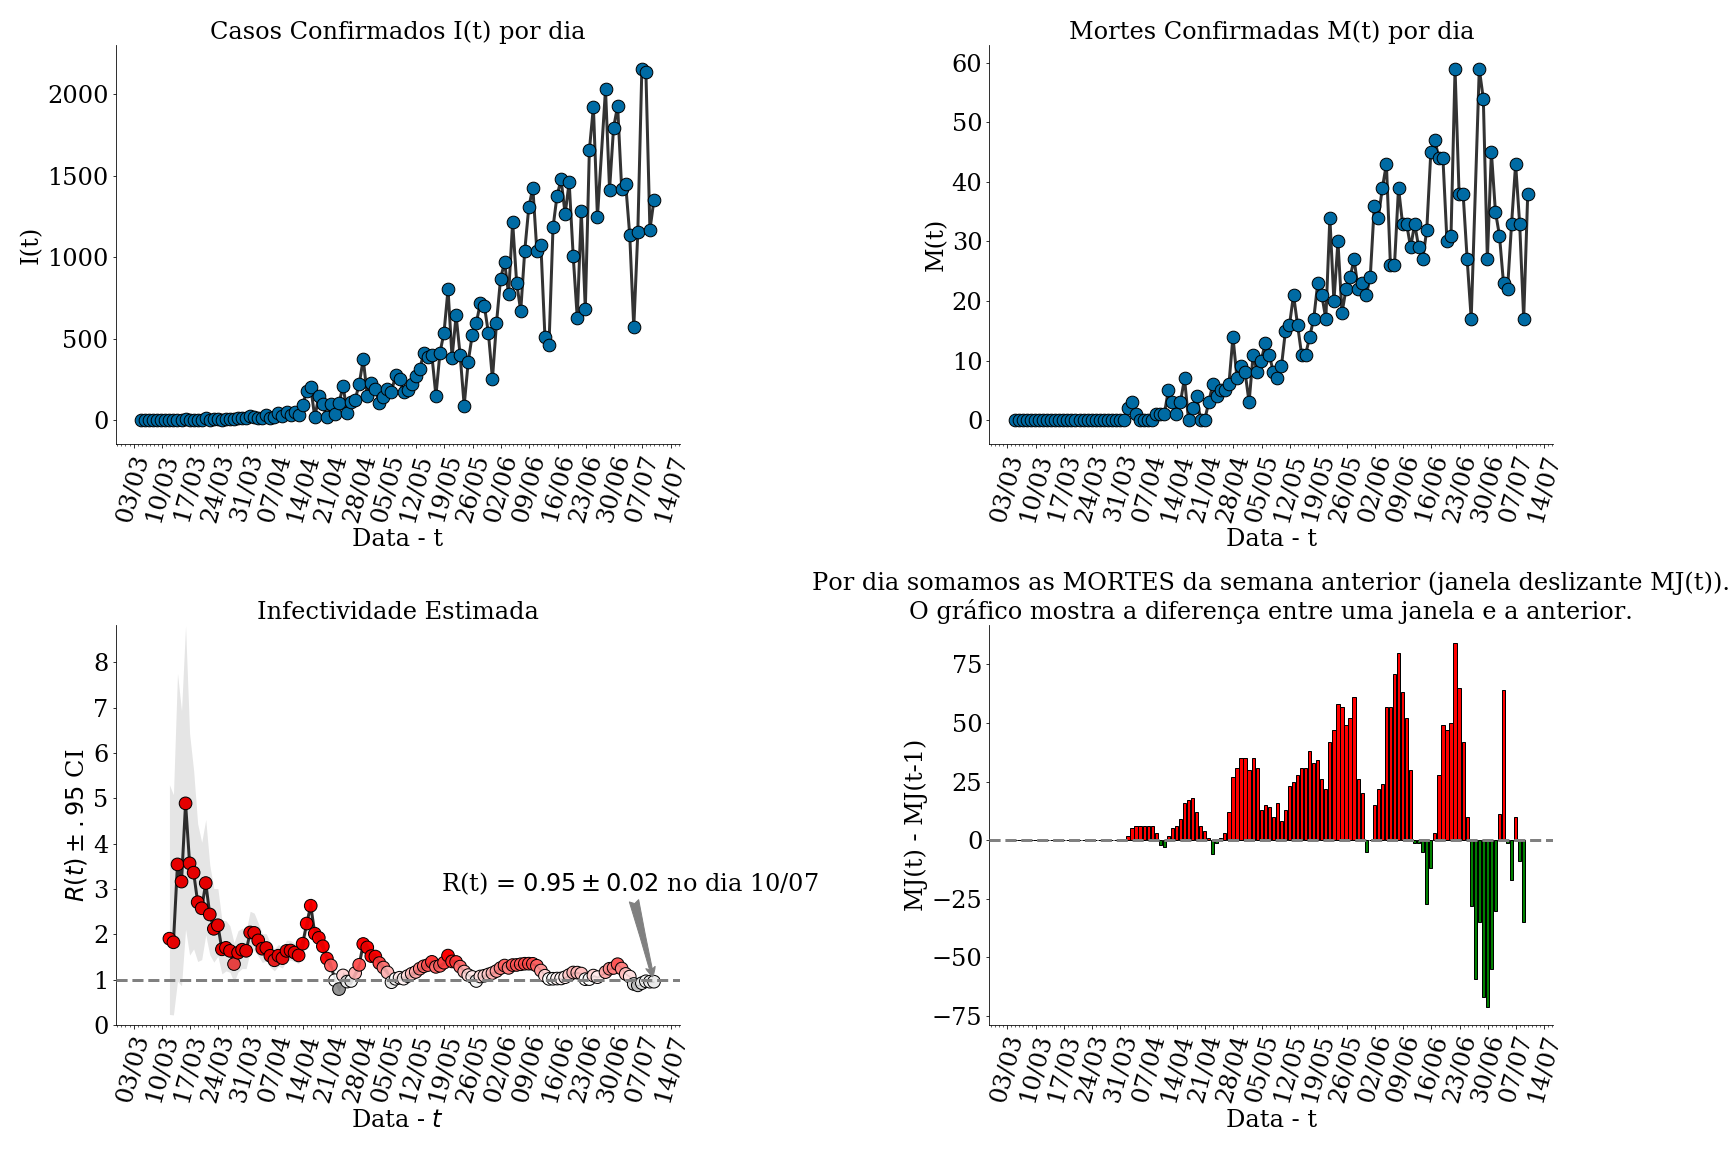 Casos Confirmados I(t) por dia
I(t)
2000
1500
1000
500
0
03/03 10/03 17/03 24/03 31/03 07/04 14/04 21/04 28/04 05/05 12/05 19/05 26/05 02/06 09/06 16/06 23/06 30/06 07/07 14/07
Data - t
Mortes Confirmadas M(t) por dia
M(t)
60
50
40
30
20
10
0
03/03 10/03 17/03 24/03 31/03 07/04 14/04 21/04 28/04 05/05 12/05 19/05 26/05 02/06 09/06 16/06 23/06 30/06 07/07 14/07
Data - t
Infectividade Estimada
R(t) ± .95 CI
8
7
6
5
4
3
2
1
0
R(t) = 0.95 ± 0.02 no dia 10/07
03/03 10/03 17/03 24/03 31/03 07/04 14/04 21/04 28/04 05/05 12/05 19/05 26/05 02/06 09/06 16/06 23/06 30/06 07/07 14/07
Data - t
Por dia somamos as MORTES da semana anterior (janela deslizante MJ(t)).
O gráfico mostra a diferença entre uma janela e a anterior.
MJ(t) - MJ(t-1)
75
50
25
0
−25
−50
−75
03/03 10/03 17/03 24/03 31/03 07/04 14/04 21/04 28/04 05/05 12/05 19/05 26/05 02/06 09/06 16/06 23/06 30/06 07/07 14/07
Data - t